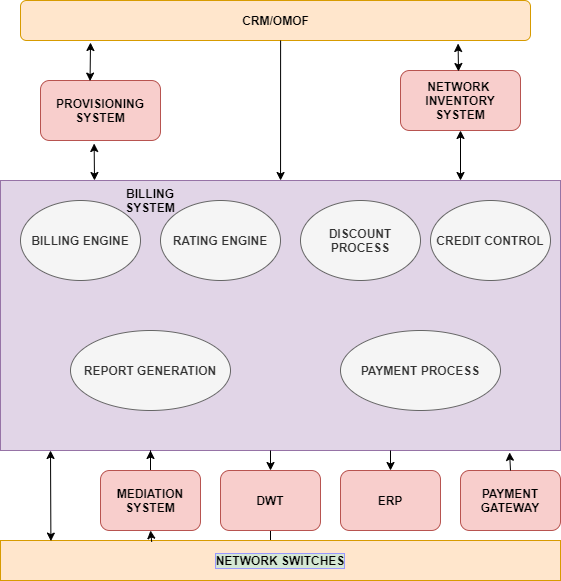 CRM/OMOF
PROVISIONING
SYSTEM
NETWORK
INVENTORY
SYSTEM
BILLING
SYSTEM
BILLING ENGINE
RATING ENGINE
DISCOUNT
PROCESS
CREDIT CONTROL
REPORT GENERATION
PAYMENT PROCESS
MEDIATION
SYSTEM
DWT
ERP
PAYMENT
GATEWAY
NETWORK SWITCHES